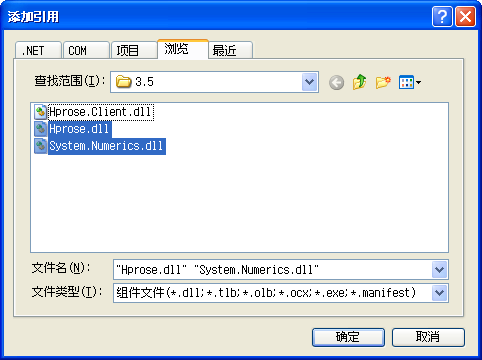 添加引用
.NET COM 项目 浏览 最近
查找范围(I): 3.5
Hprose.Client.dll
Hprose.dll
System.Numerics.dll
文件名(N): "Hprose.dll" "System.Numerics.dll"
文件类型(T): 组件文件(*.dll;*.tlb;*.olb;*.ocx;*.exe;*.manifest)
确定 取消